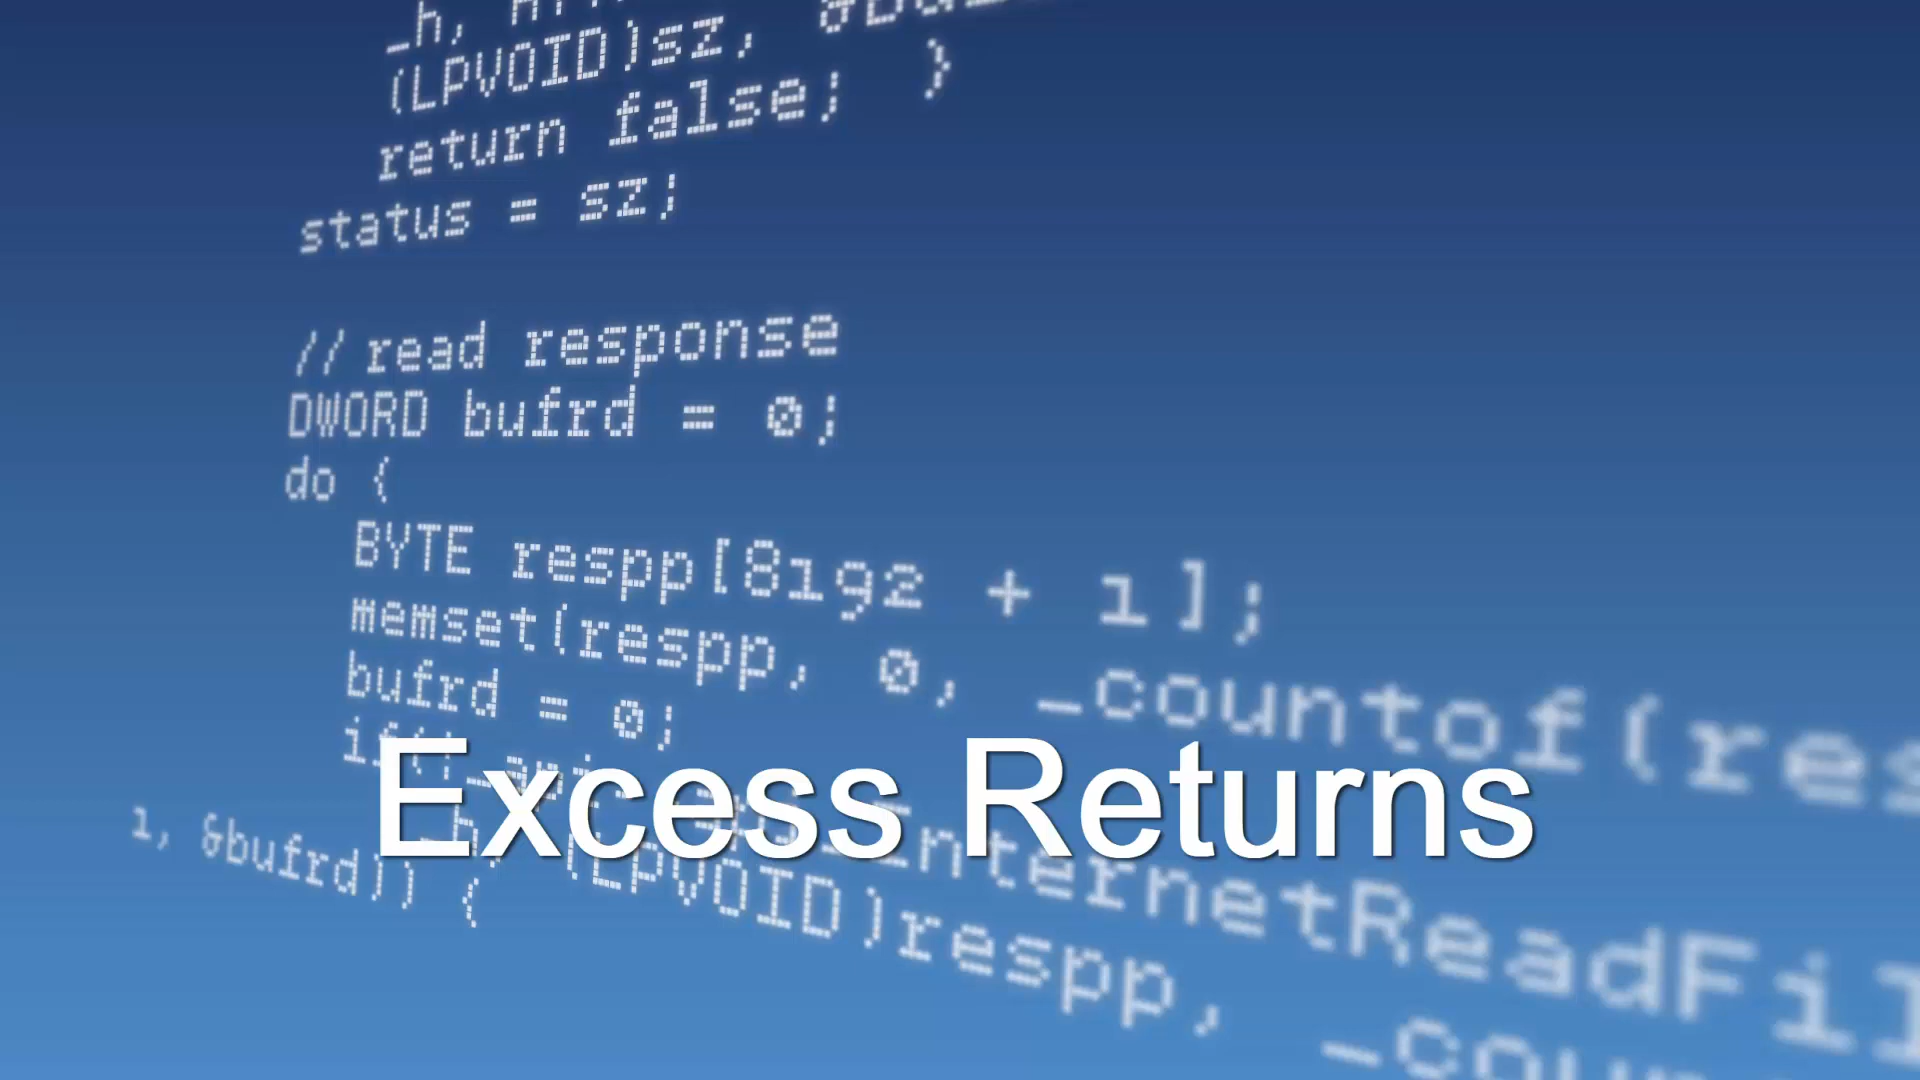 _h,
(LPVOID)sz,
return false; }
status = sz;
// read response
DWORD bufrd = 0;
do {
BYTE respp[8192 + 1];
memset(respp, 0, _countof(res
bufrd = 0;
Excess Returns
1, &bufrd)) {
(LPVOID)respp,